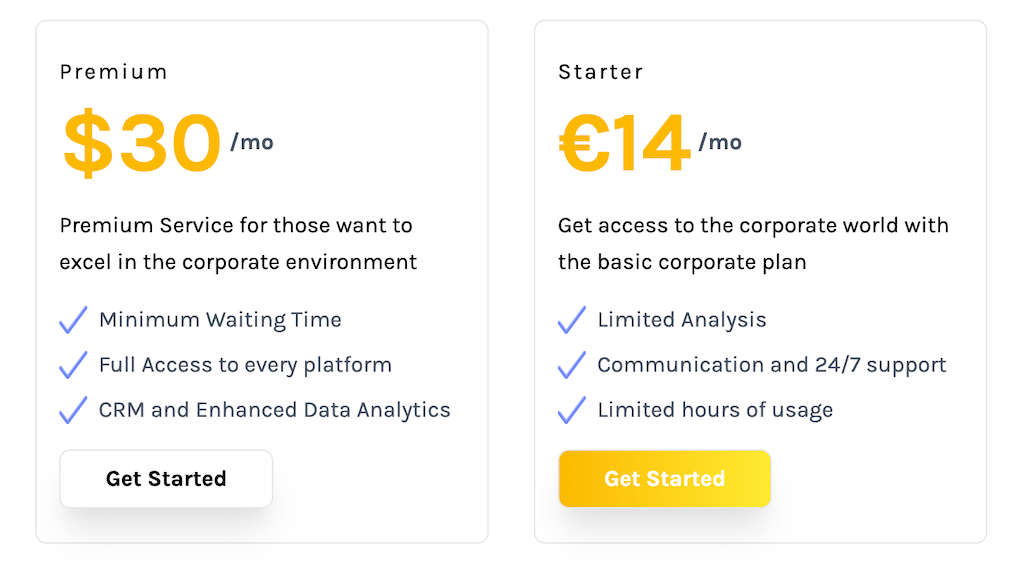 Premium
$30 /mo
Premium Service for those want to
excel in the corporate environment
Minimum Waiting Time
Full Access to every platform
CRM and Enhanced Data Analytics
Get Started
Starter
€14 /mo
Get access to the corporate world with
the basic corporate plan
Limited Analysis
Communication and 24/7 support
Limited hours of usage
Get Started